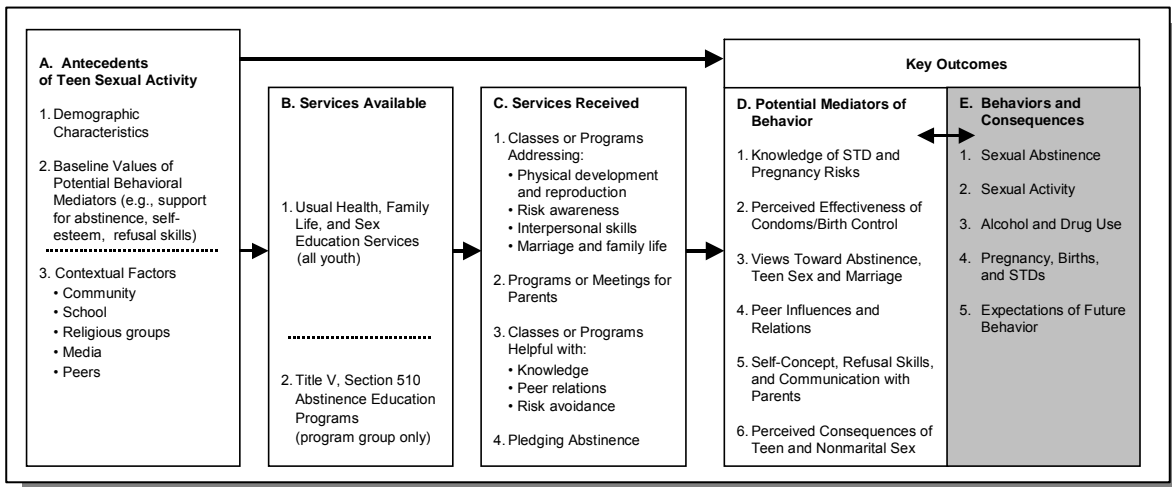 A. Antecedents
of Teen Sexual Activity
1. Demographic
Characteristics
2. Baseline Values of
Potential Behavioral
Mediators (e.g., support
for abstinence, self-
esteem, refusal skills)
3. Contextual Factors
• Community
• School
• Religious groups
• Media
• Peers
B. Services Available
1. Usual Health, Family
Life, and Sex
Education Services
(all youth)
2. Title V, Section 510
Abstinence Education
Programs
(program group only)
C. Services Received
1. Classes or Programs
Addressing:
• Physical development
and reproduction
• Risk awareness
• Interpersonal skills
• Marriage and family life
2. Programs or Meetings for
Parents
3. Classes or Programs
Helpful with:
• Knowledge
• Peer relations
• Risk avoidance
4. Pledging Abstinence
Key Outcomes
D. Potential Mediators of
Behavior
1. Knowledge of STD and
Pregnancy Risks
2. Perceived Effectiveness of
Condoms/Birth Control
3. Views Toward Abstinence,
Teen Sex and Marriage
4. Peer Influences and
Relations
5. Self-Concept, Refusal Skills,
and Communication with
Parents
6. Perceived Consequences of
Teen and Nonmarital Sex
E. Behaviors and
Consequences
1. Sexual Abstinence
2. Sexual Activity
3. Alcohol and Drug Use
4. Pregnancy, Births,
and STDs
5. Expectations of Future
Behavior